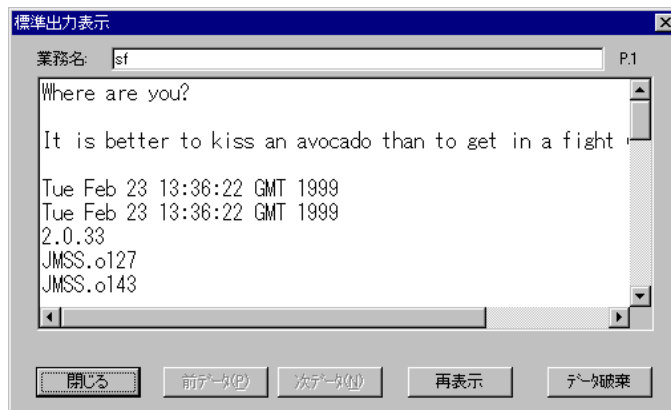 標準出力表示
業務名: sf P.1
Where are you?
It is better to kiss an avocado than to get in a fight
Tue Feb 23 13:36:22 GMT 1999
Tue Feb 23 13:36:22 GMT 1999
2.0.33
JMSS.o127
JMSS.o143
閉じる 前ﾃﾞｰﾀ(P) 次ﾃﾞｰﾀ(N) 再表示 ﾃﾞｰﾀ破棄